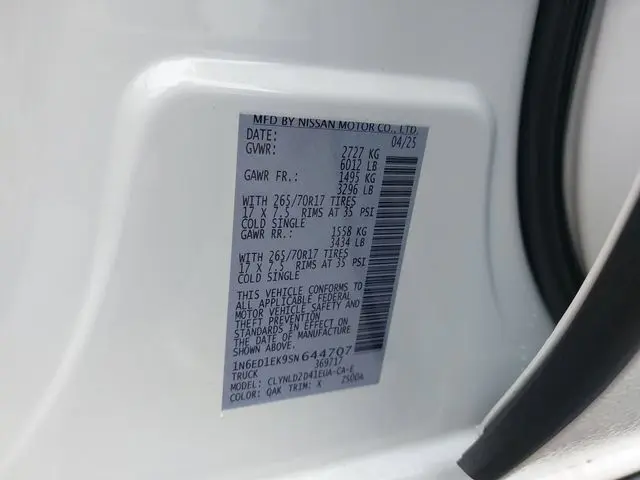 MFD BY NISSAN MOTOR CO., LTD.
DATE: 04/25
GVWR: 2727 KG
6012 LB
GAWR FR.: 1495 KG
3296 LB
WITH 265/70R17 TIRES
17 X 7.5 RIMS AT 35 PSI
COLD SINGLE
GAWR RR.: 1558 KG
3434 LB
WITH 265/70R17 TIRES
17 X 7.5 RIMS AT 35 PSI
COLD SINGLE
THIS VEHICLE CONFORMS TO
ALL APPLICABLE FEDERAL
MOTOR VEHICLE SAFETY AND
THEFT PREVENTION
STANDARDS IN EFFECT ON
THE DATE OF MANUFACTURE
SHOWN ABOVE.
1N6ED1EK9SN644707
TRUCK 369717
MODEL: CLYNLD2D41EUA-CA-E
COLOR: QAK TRIM: X ZS00A